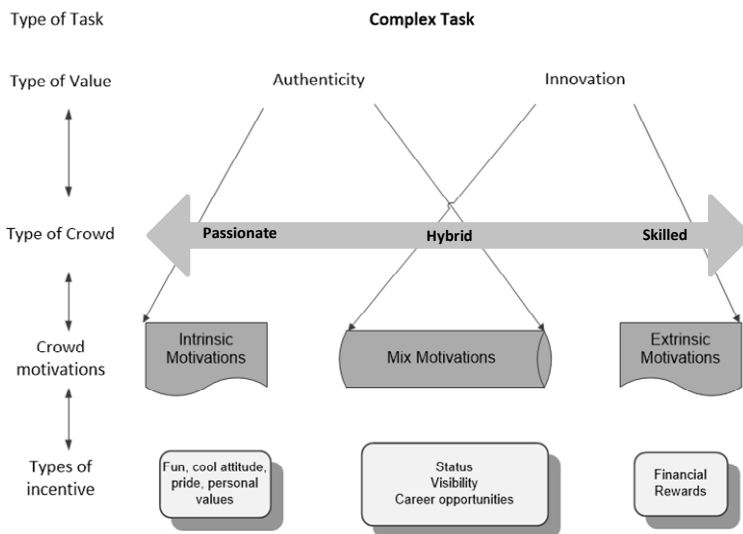 Type of Task
Complex Task
Type of Value
Authenticity
Innovation
Type of Crowd
Passionate
Hybrid
Skilled
Crowd
motivations
Intrinsic
Motivations
Mix Motivations
Extrinsic
Motivations
Types of
incentive
Fun, cool attitude,
pride, personal
values
Status
Visibility
Career opportunities
Financial
Rewards